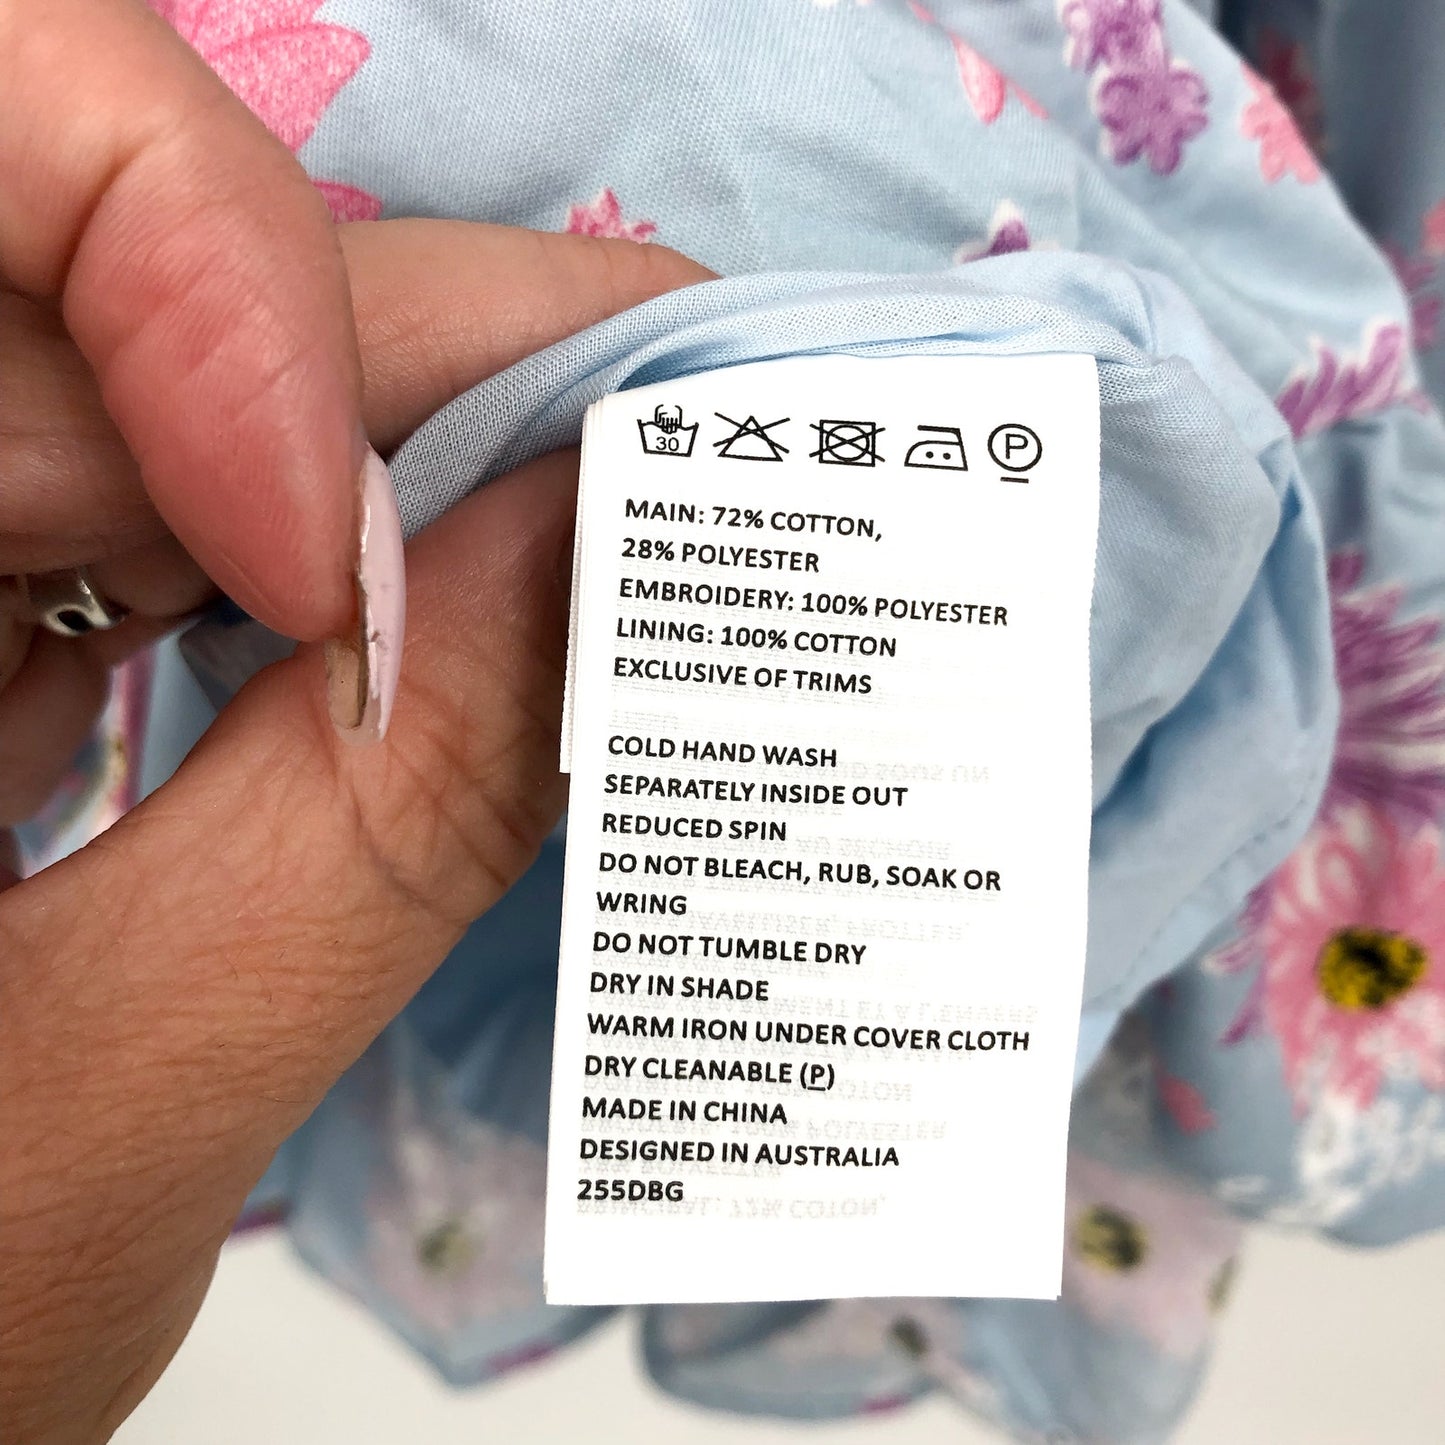 30 P
MAIN: 72% COTTON,
28% POLYESTER
EMBROIDERY: 100% POLYESTER
LINING: 100% COTTON
EXCLUSIVE OF TRIMS
COLD HAND WASH
SEPARATELY INSIDE OUT
REDUCED SPIN
DO NOT BLEACH, RUB, SOAK OR
WRING
DO NOT TUMBLE DRY
DRY IN SHADE
WARM IRON UNDER COVER CLOTH
DRY CLEANABLE (P)
MADE IN CHINA
DESIGNED IN AUSTRALIA
255DBG